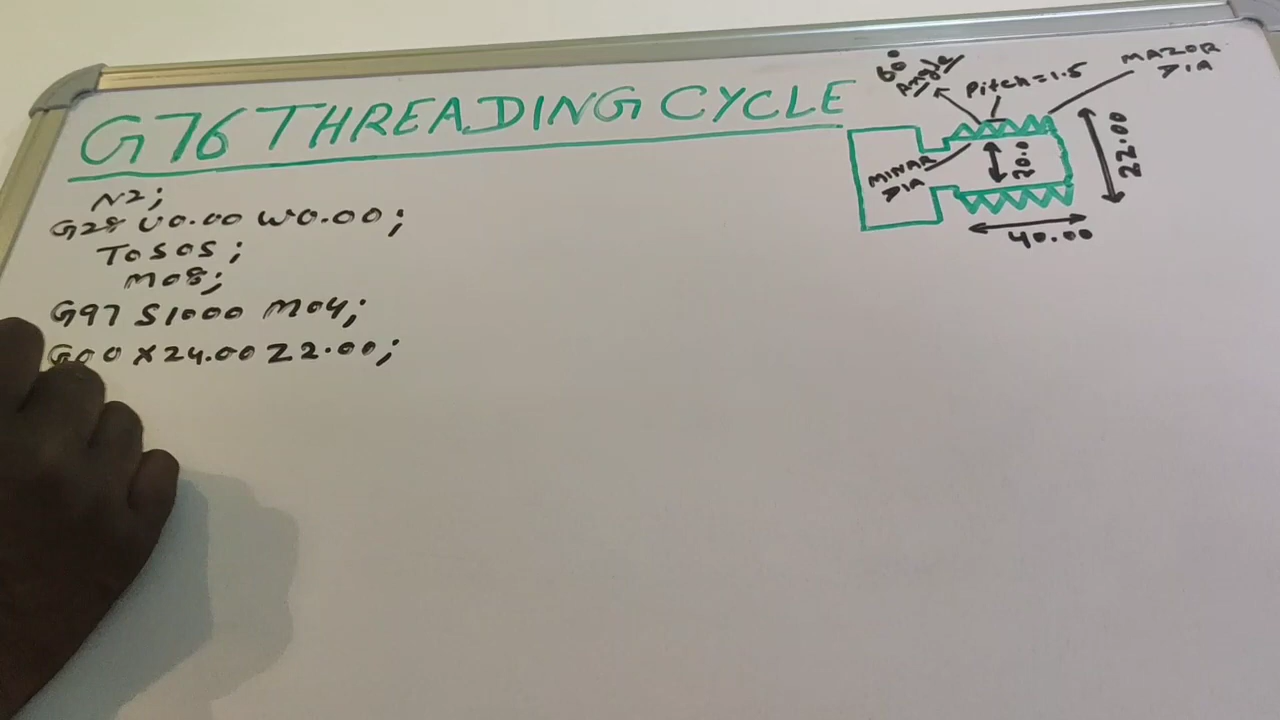 G76 THREADING CYCLE
N2;
G28 U0.00 W0.00;
T0505;
M08;
G97 S1000 M04;
G00 X24.00 Z2.00;
60°
Angle
Pitch=1.5
MAZOR
DIA
MINAR
DIA
20.0
22.00
40.00